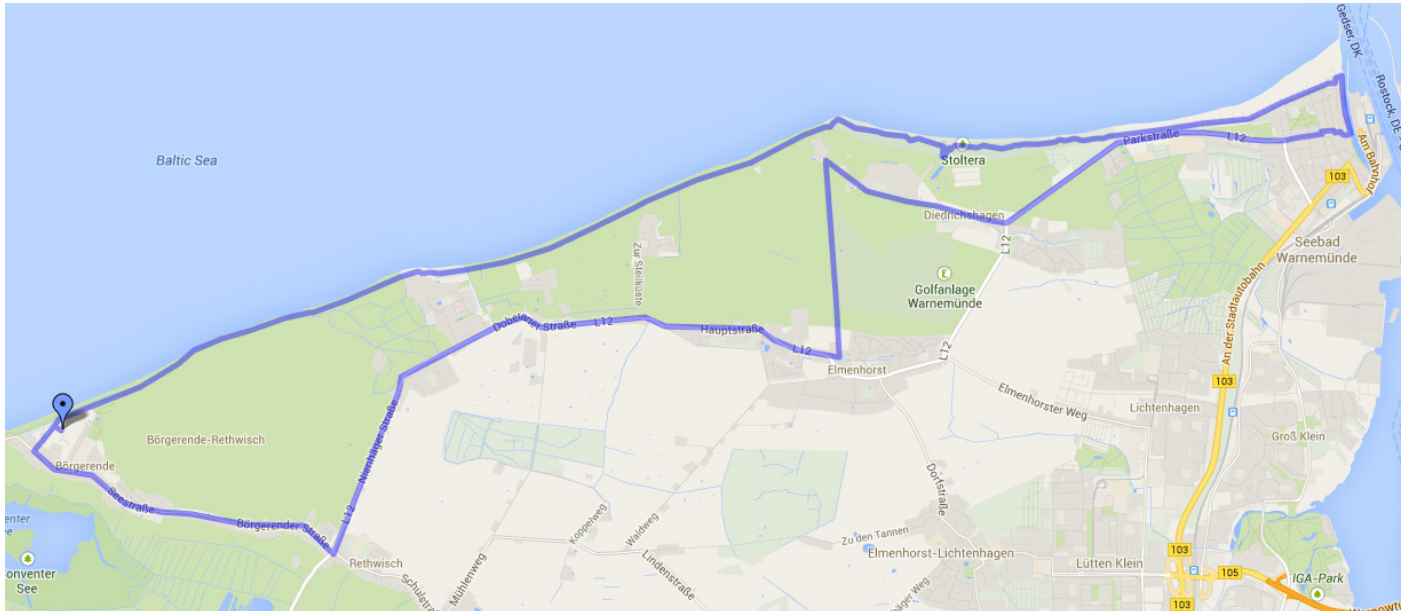 Gedser, DK
Rostock, DE
Baltic Sea
Stoltera
Parkstraße
L12
Am Bahnhof
103
Diedrichshagen
L12
Seebad
Warnemünde
Zur Steilküste
Golfanlage
Warnemünde
An der Stadtautobahn
Dobeianer Straße
L12
Hauptstraße
L12
L12
Elmenhorst
103
Elmenhorster Weg
Lichtenhagen
Groß Klein
Nienhäger Straße
Börgerende-Rethwisch
Börgerende
Seestraße
Börgerender Straße
L12
Rethwisch
Koppelweg
Waldweg
Dorfstraße
Zu den Tannen
Elmenhorst-Lichtenhagen
Lütten Klein
103
105
IGA-Park
103
Conventer
See
Mühlenweg
Lindenstraße